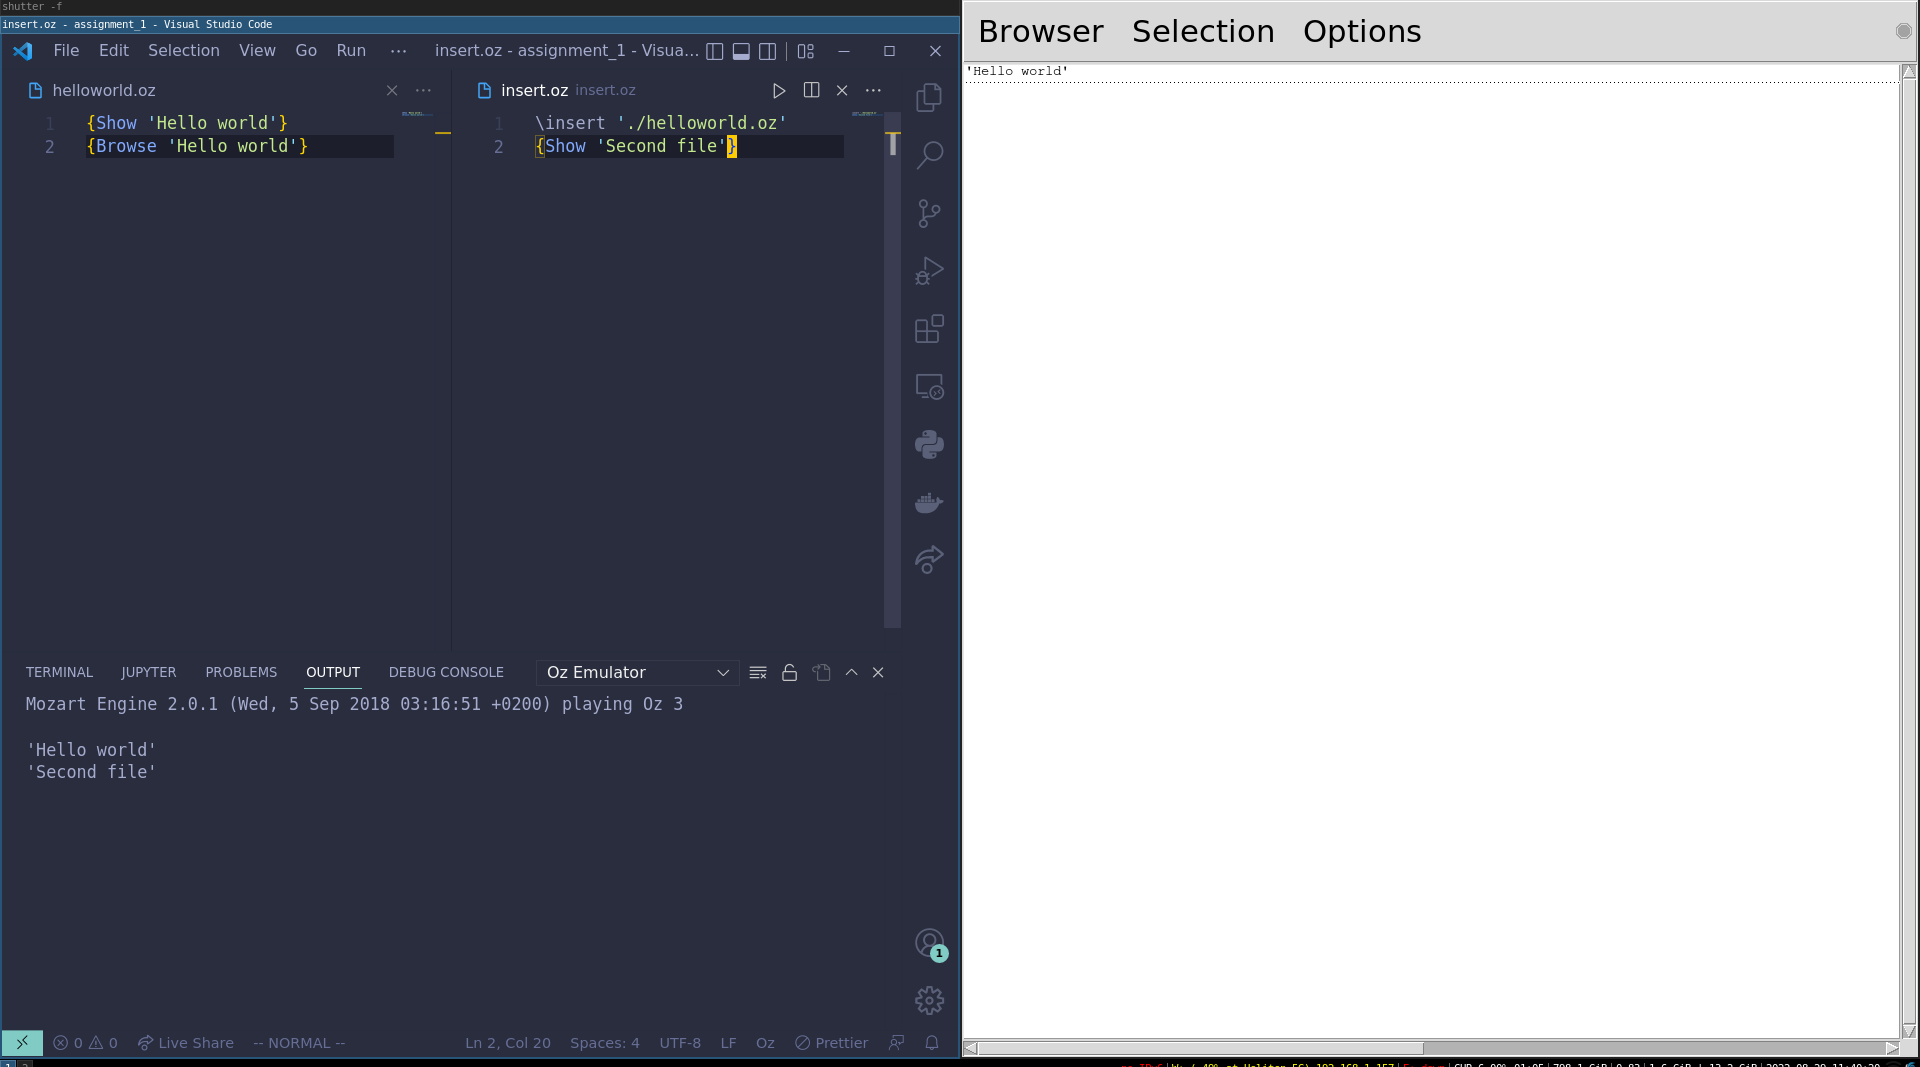 shutter -f
insert.oz - assignment_1 - Visual Studio Code
File Edit Selection View Go Run ··· insert.oz - assignment_1 - Visua...
helloworld.oz ···
1 {Show 'Hello world'}
2 {Browse 'Hello world'}
insert.oz insert.oz ···
1 \insert './helloworld.oz'
2 {Show 'Second file'}
TERMINAL JUPYTER PROBLEMS OUTPUT DEBUG CONSOLE Oz Emulator
Mozart Engine 2.0.1 (Wed, 5 Sep 2018 03:16:51 +0200) playing Oz 3
'Hello world'
'Second file'
1
0 0 Live Share -- NORMAL -- Ln 2, Col 20 Spaces: 4 UTF-8 LF Oz Prettier
Browser Selection Options
'Hello world'